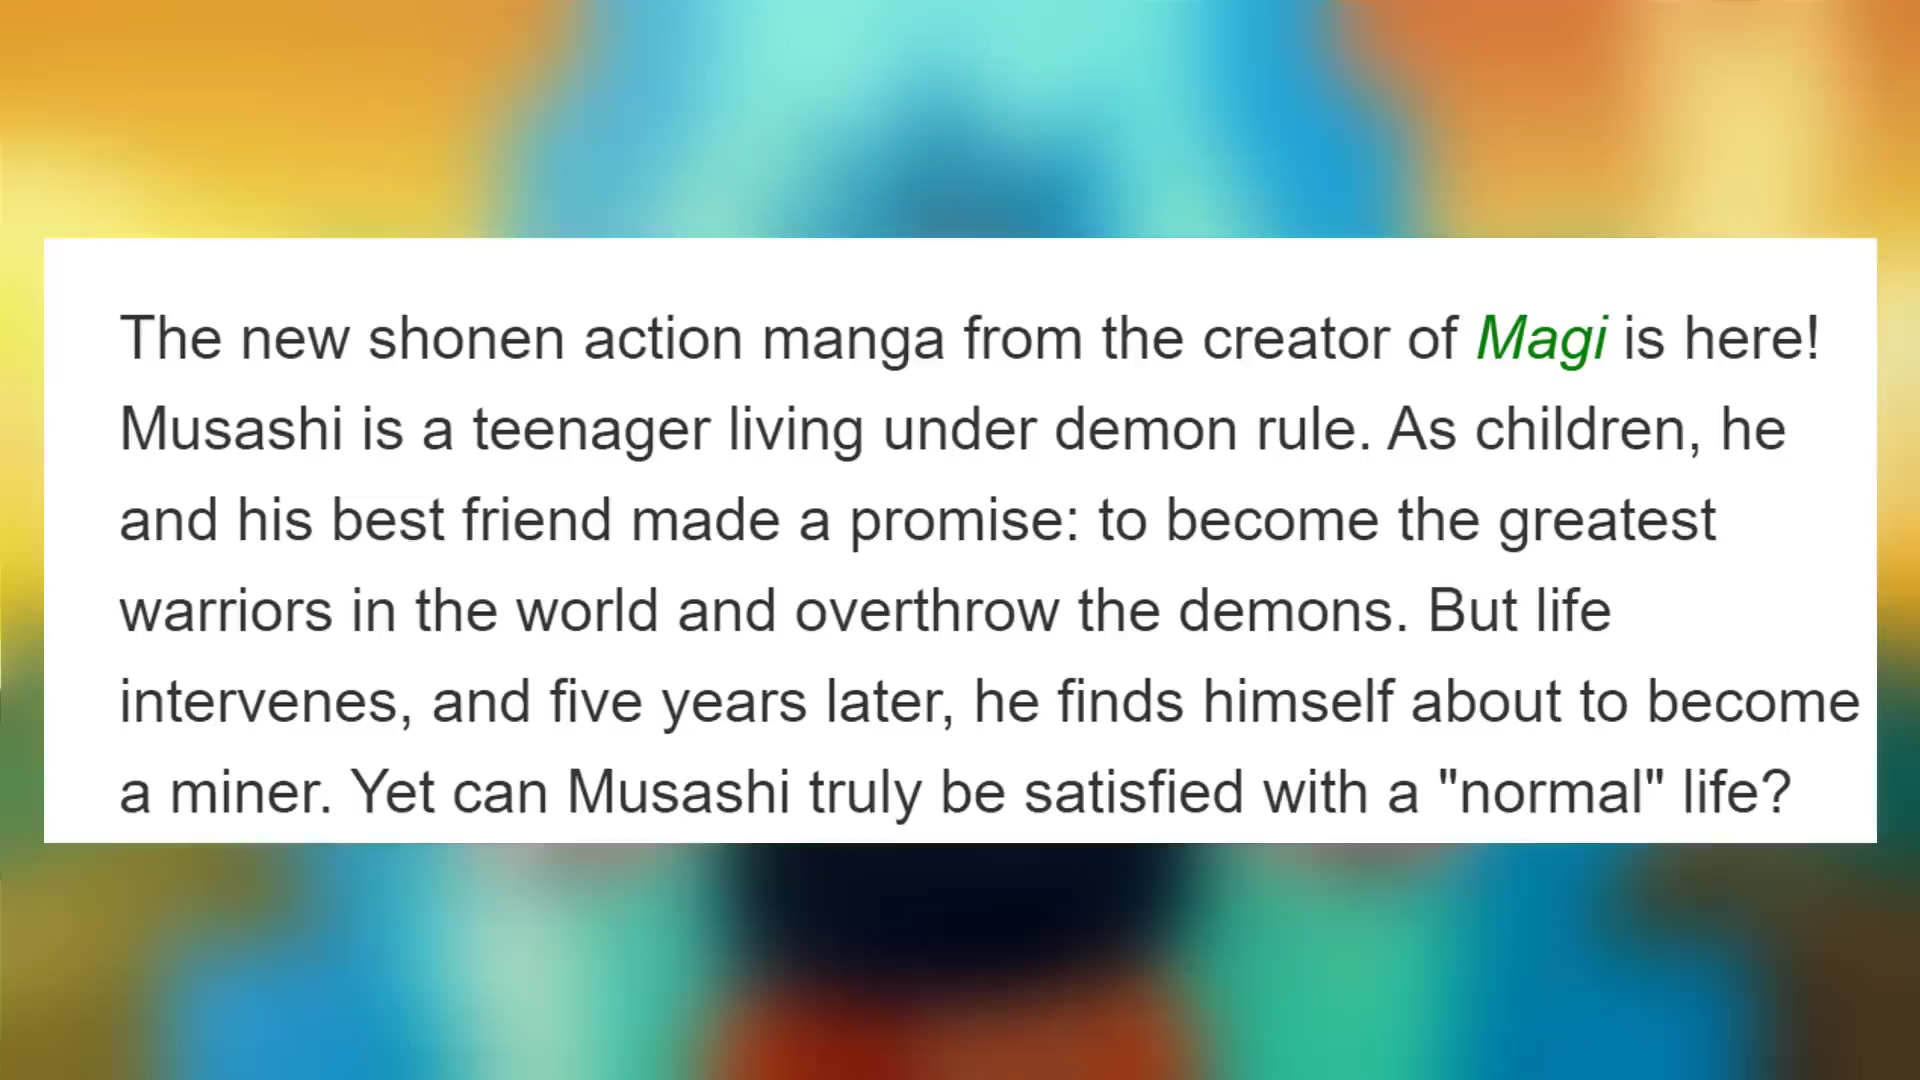 The new shonen action manga from the creator of Magi is here!
Musashi is a teenager living under demon rule. As children, he
and his best friend made a promise: to become the greatest
warriors in the world and overthrow the demons. But life
intervenes, and five years later, he finds himself about to become
a miner. Yet can Musashi truly be satisfied with a "normal" life?